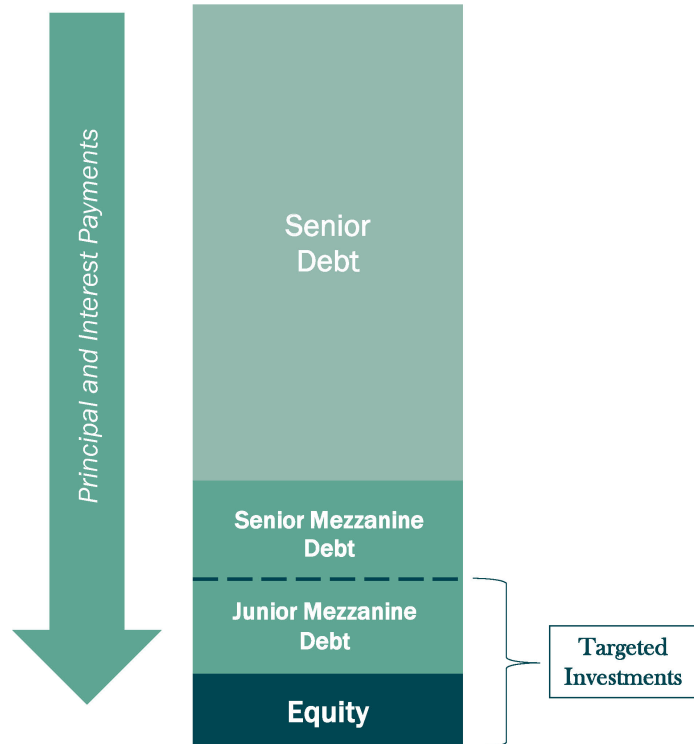 Principal and Interest Payments
Senior
Debt
Senior Mezzanine
Debt
Junior Mezzanine
Debt
Equity
Targeted
Investments